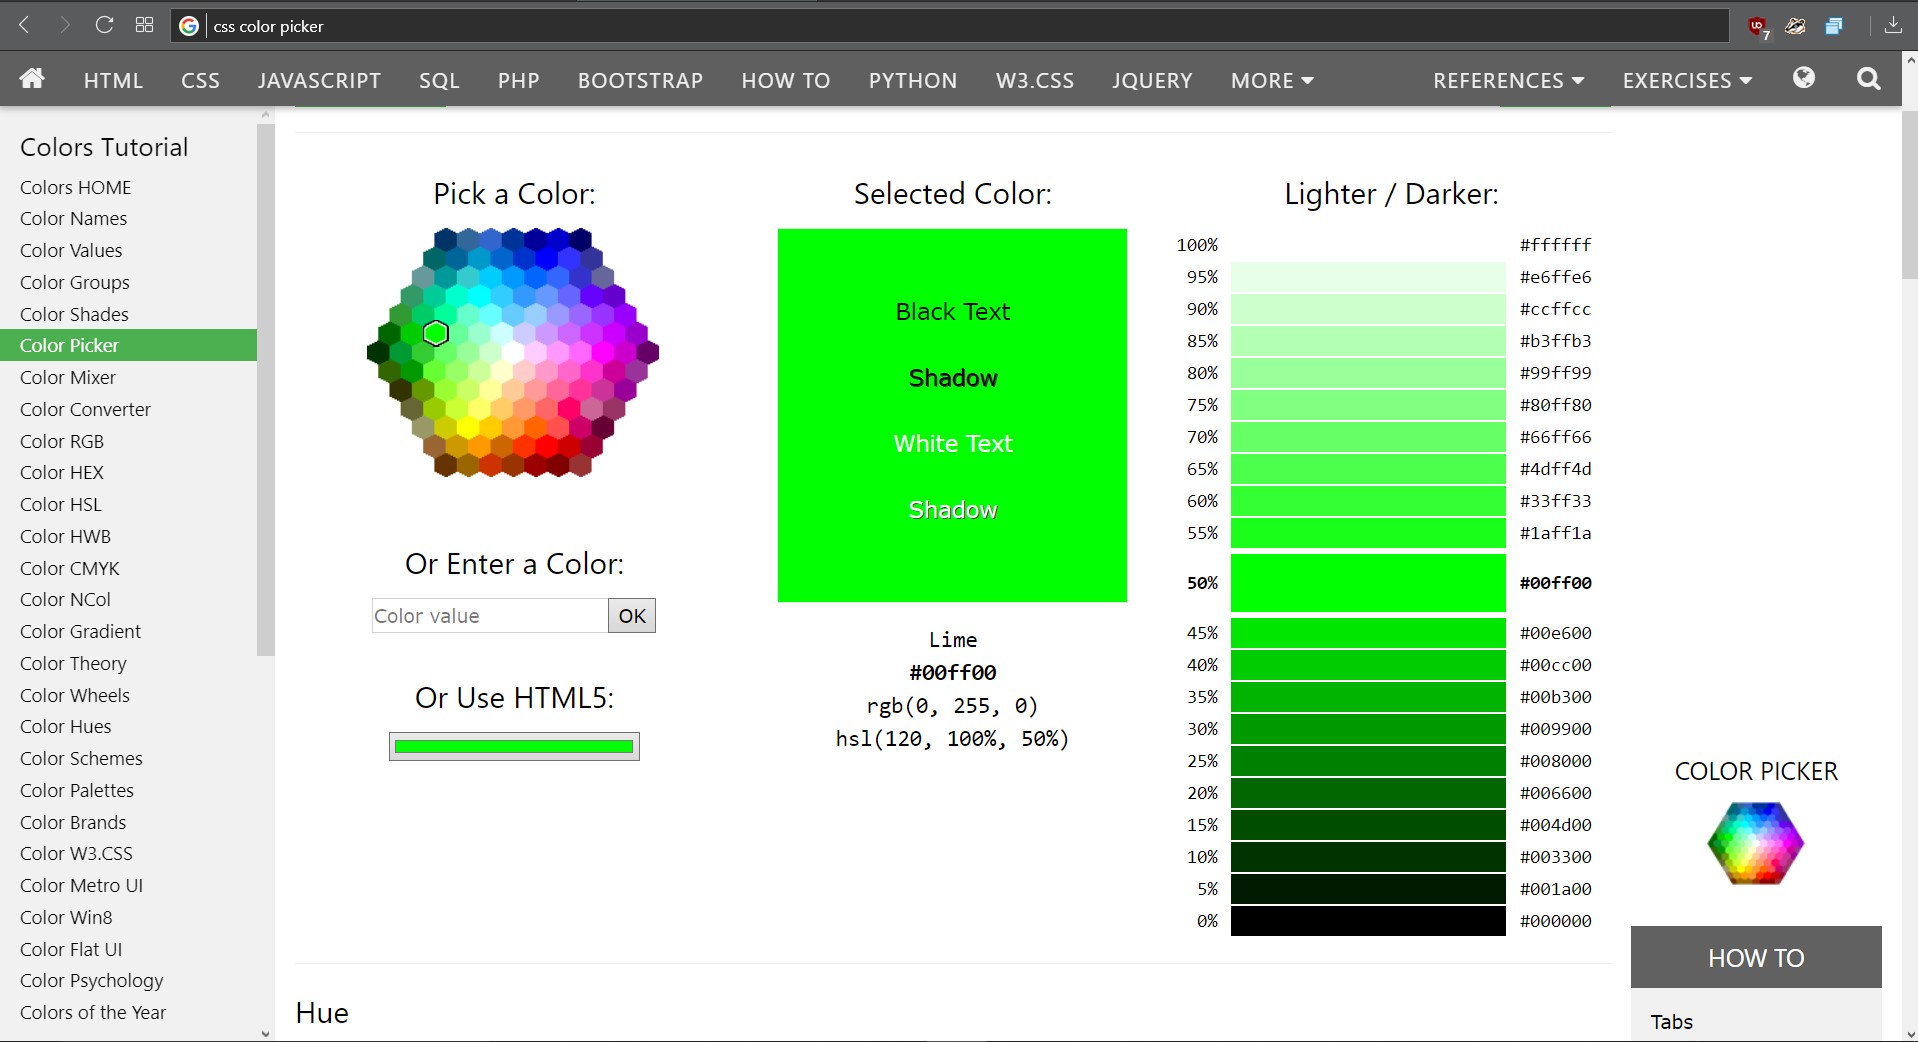 css color picker
7
HTML CSS JAVASCRIPT SQL PHP BOOTSTRAP HOW TO PYTHON W3.CSS JQUERY MORE REFERENCES EXERCISES
Colors Tutorial
Colors HOME
Color Names
Color Values
Color Groups
Color Shades
Color Picker
Color Mixer
Color Converter
Color RGB
Color HEX
Color HSL
Color HWB
Color CMYK
Color NCol
Color Gradient
Color Theory
Color Wheels
Color Hues
Color Schemes
Color Palettes
Color Brands
Color W3.CSS
Color Metro UI
Color Win8
Color Flat UI
Color Psychology
Colors of the Year
Pick a Color:
Or Enter a Color:
Color value OK
Or Use HTML5:
Selected Color:
Black Text
Shadow
White Text
Shadow
Lime
#00ff00
rgb(0, 255, 0)
hsl(120, 100%, 50%)
Lighter / Darker:
100% #ffffff
95% #e6ffe6
90% #ccffcc
85% #b3ffb3
80% #99ff99
75% #80ff80
70% #66ff66
65% #4dff4d
60% #33ff33
55% #1aff1a
50% #00ff00
45% #00e600
40% #00cc00
35% #00b300
30% #009900
25% #008000
20% #006600
15% #004d00
10% #003300
5% #001a00
0% #000000
Hue
COLOR PICKER
HOW TO
Tabs